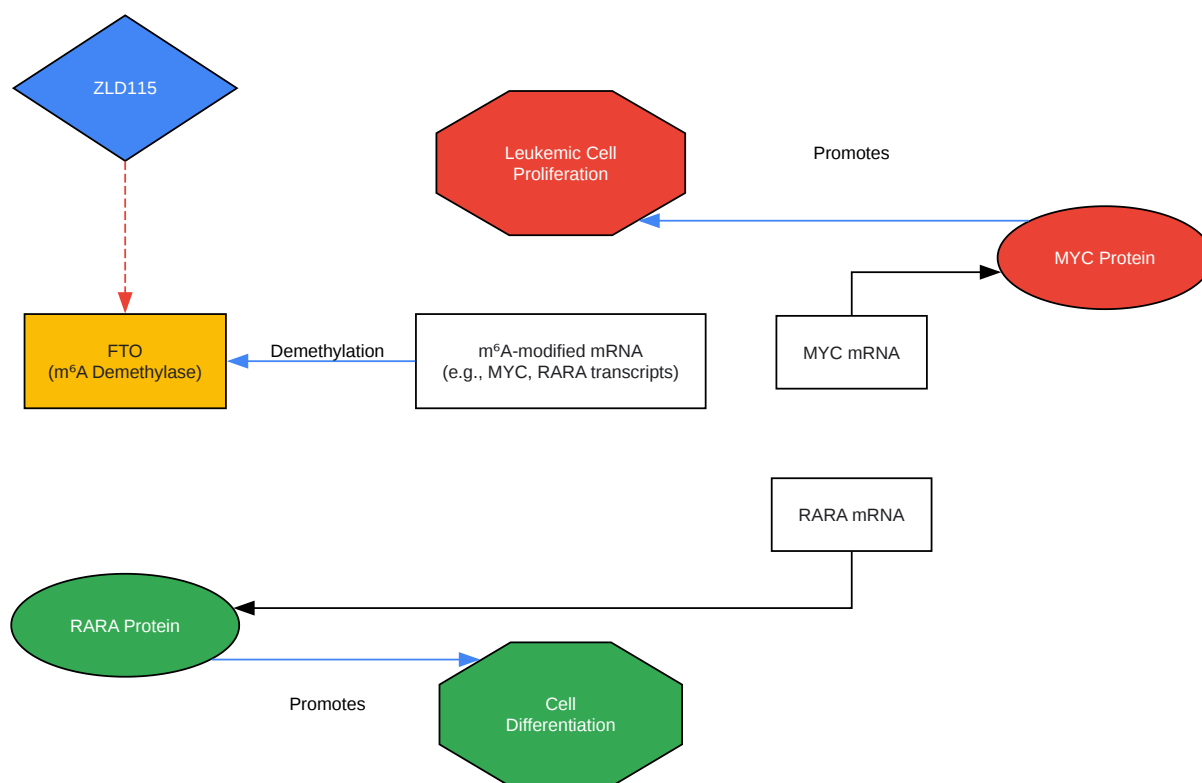 ZLD115
Leukemic Cell
Proliferation
Promotes
MYC Protein
FTO
(m⁶A Demethylase)
Demethylation
m⁶A-modified mRNA
(e.g., MYC, RARA transcripts)
MYC mRNA
RARA mRNA
RARA Protein
Promotes
Cell
Differentiation